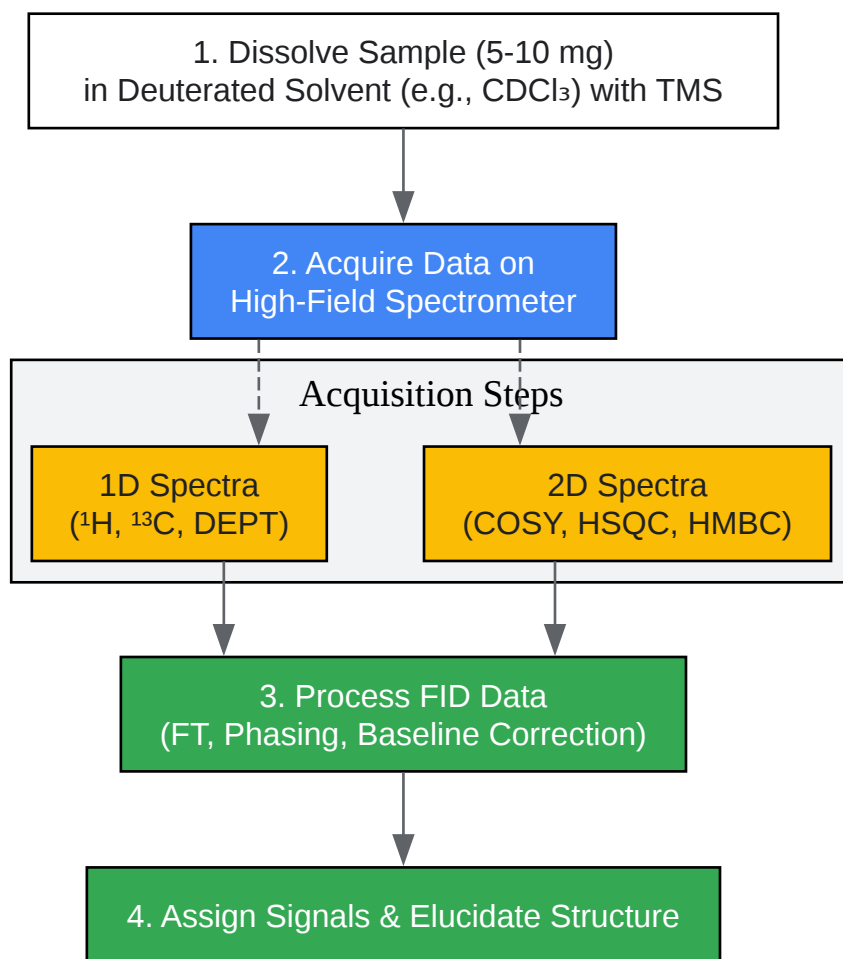 1. Dissolve Sample (5-10 mg)
in Deuterated Solvent (e.g., CDCl₃) with TMS
2. Acquire Data on
High-Field Spectrometer
Acquisition Steps
1D Spectra
(¹H, ¹³C, DEPT)
2D Spectra
(COSY, HSQC, HMBC)
3. Process FID Data
(FT, Phasing, Baseline Correction)
4. Assign Signals & Elucidate Structure